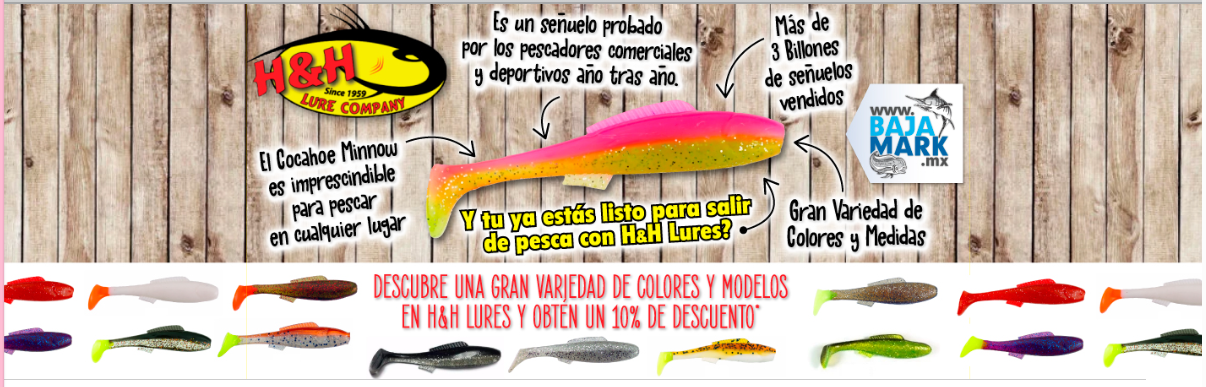 H&H
Since 1959
LURE COMPANY
Es un señuelo probado
por los pescadores comerciales
y deportivos año tras año.
Más de
3 Billones
de señuelos
vendidos
www.
BAJA
MARK
.mx
El Cocahoe Minnow
es imprescindible
para pescar
en cualquier lugar
Y tu ya estás listo para salir
de pesca con H&H Lures?
Gran Variedad de
Colores y Medidas
DESCUBRE UNA GRAN VARIEDAD DE COLORES Y MODELOS
EN H&H LURES Y OBTÉN UN 10% DE DESCUENTO*